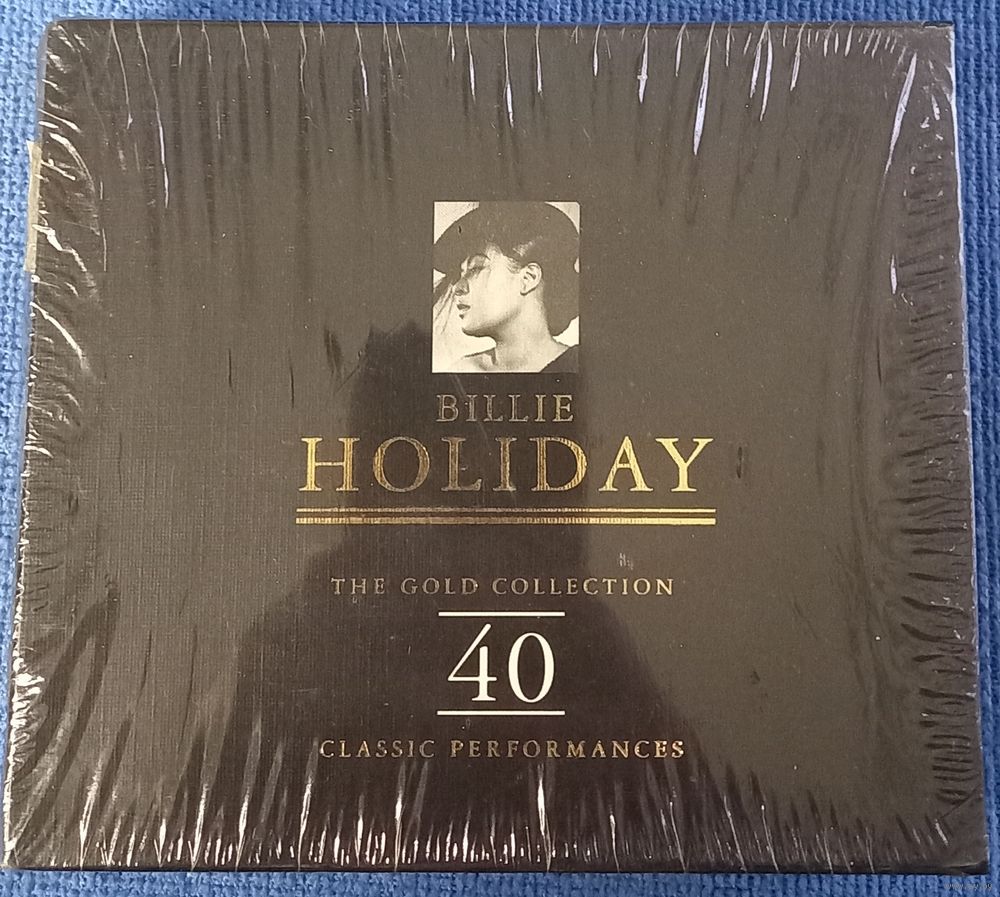 BILLIE
HOLIDAY
THE GOLD COLLECTION
40
CLASSIC PERFORMANCES